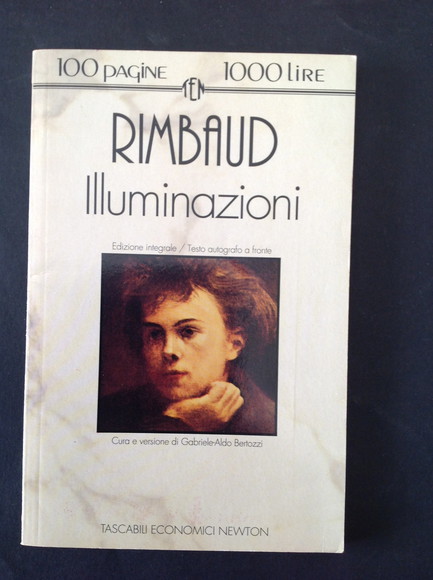 100 pagine 1000 lire
TEN
RIMBAUD
Illuminazioni
Edizione integrale / Testo autografo a fronte
Cura e versione di Gabriele-Aldo Bertozzi
TASCABILI ECONOMICI NEWTON